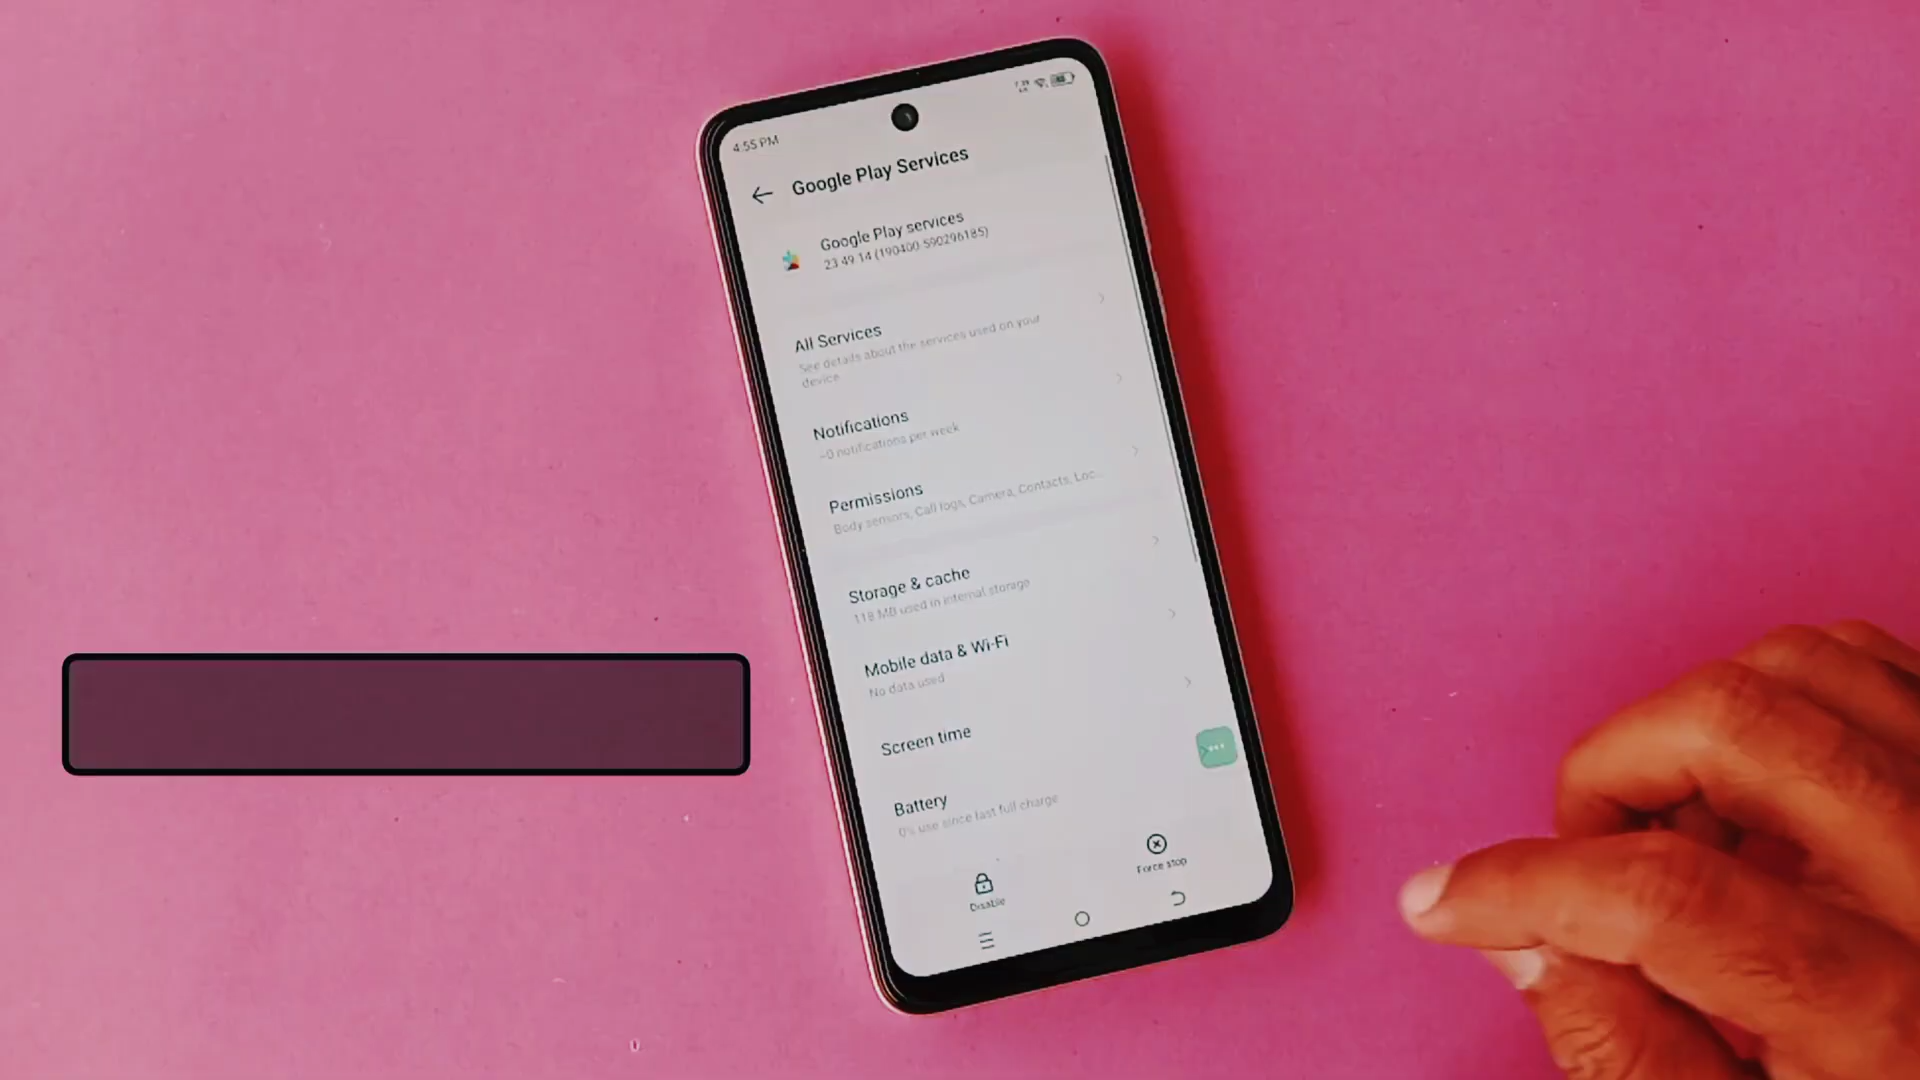 4:55 PM
Google Play Services
Google Play services
23 49 14 (190400-590296185)
All Services
See details about the services used on your
device
Notifications
~0 notifications per week
Permissions
Body sensors, Call logs, Camera, Contacts, Loc...
Storage & cache
118 MB used in internal storage
Mobile data & Wi-Fi
No data used
Screen time
Battery
0% use since last full charge
Disable
Force stop